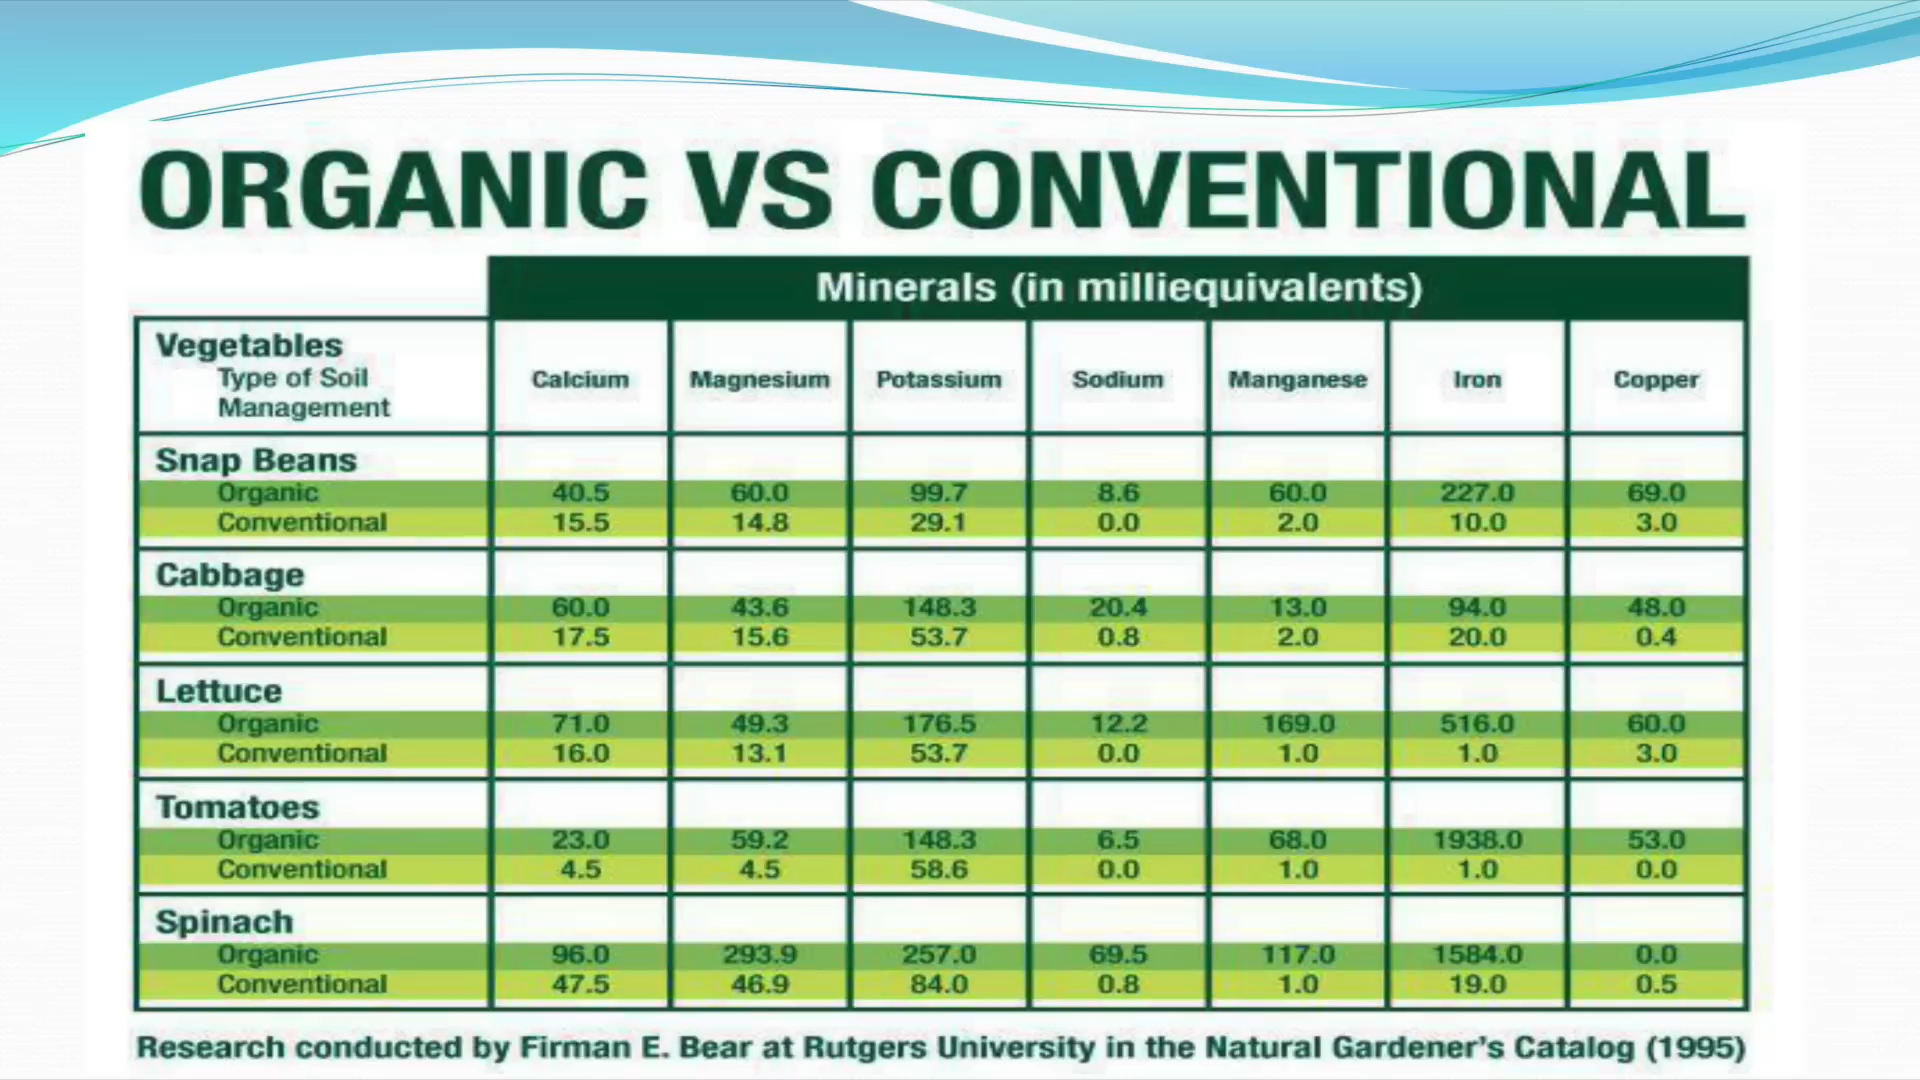 ORGANIC VS CONVENTIONAL
Minerals (in milliequivalents)
Vegetables
Type of Soil
Management
Calcium Magnesium Potassium Sodium Manganese Iron Copper
Snap Beans
Organic 40.5 60.0 99.7 8.6 60.0 227.0 69.0
Conventional 15.5 14.8 29.1 0.0 2.0 10.0 3.0
Cabbage
Organic 60.0 43.6 148.3 20.4 13.0 94.0 48.0
Conventional 17.5 15.6 53.7 0.8 2.0 20.0 0.4
Lettuce
Organic 71.0 49.3 176.5 12.2 169.0 516.0 60.0
Conventional 16.0 13.1 53.7 0.0 1.0 1.0 3.0
Tomatoes
Organic 23.0 59.2 148.3 6.5 68.0 1938.0 53.0
Conventional 4.5 4.5 58.6 0.0 1.0 1.0 0.0
Spinach
Organic 96.0 293.9 257.0 69.5 117.0 1584.0 0.0
Conventional 47.5 46.9 84.0 0.8 1.0 19.0 0.5
Research conducted by Firman E. Bear at Rutgers University in the Natural Gardener's Catalog (1995)